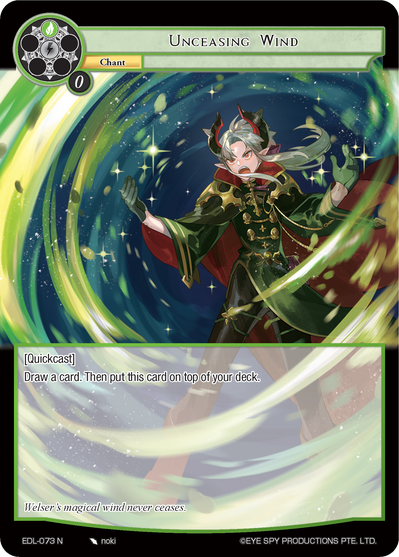 Unceasing Wind
Chant
0
[Quickcast]
Draw a card. Then put this card on top of your deck.
Welser's magical wind never ceases.
EDL-073 N noki ©EYE SPY PRODUCTIONS PTE. LTD.